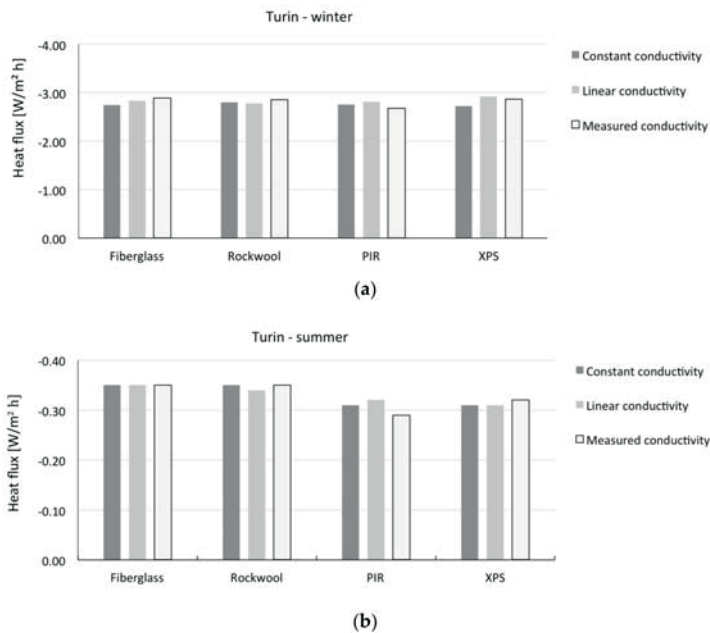 Turin - winter
Heat flux [W/m² h]
-4.00
-3.00
-2.00
-1.00
0.00
Fiberglass
Rockwool
PIR
XPS
Constant conductivity
Linear conductivity
Measured conductivity
(a)
Turin - summer
Heat flux [W/m² h]
-0.40
-0.30
-0.20
-0.10
0.00
Fiberglass
Rockwool
PIR
XPS
Constant conductivity
Linear conductivity
Measured conductivity
(b)